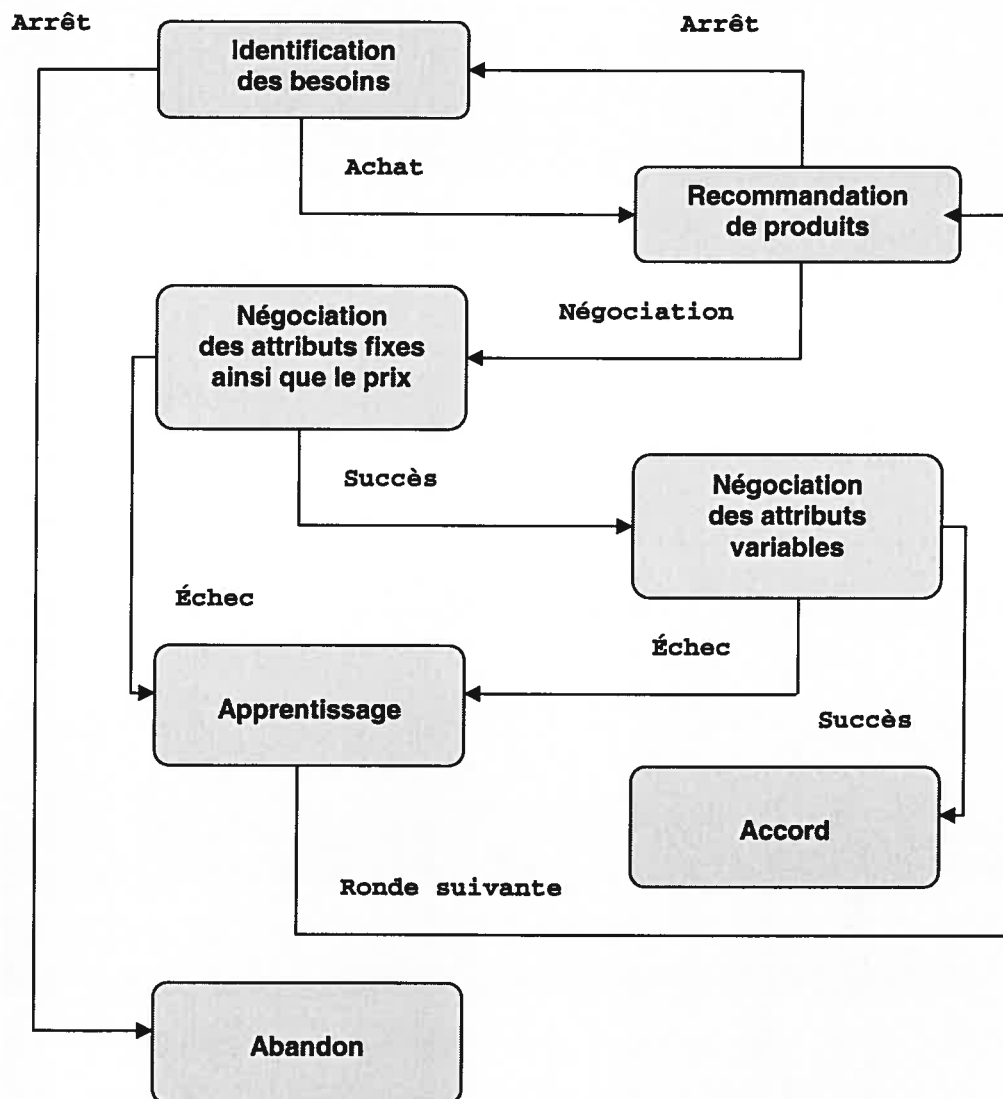 Arrêt
Identification
des besoins
Arrêt
Achat
Recommandation
de produits
Négociation
Négociation
des attributs fixes
ainsi que le prix
Succès
Négociation
des attributs
variables
Échec
Échec
Apprentissage
Succès
Accord
Ronde suivante
Abandon